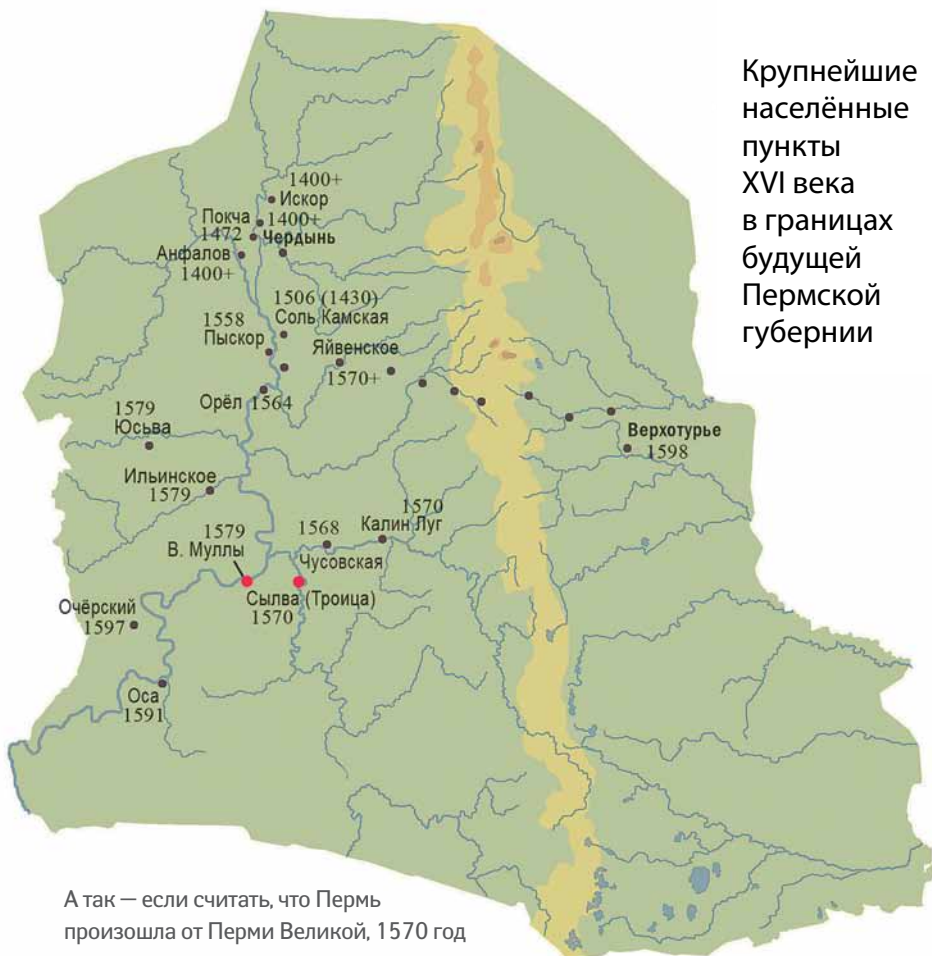 Крупнейшие
населённые
пункты
XVI века
в границах
будущей
Пермской
губернии
1400+
Искор
Покча
1400+
1472
Чердынь
Анфалов
1400+
1506 (1430)
Соль Камская
1558
Пыскор
Яйвенское
1570+
Орёл 1564
1579
Юсьва
Верхотурье
1598
Ильинское
1579
1570
Калин Луг
1568
Чусовская
1579
В. Муллы
Сылва (Троица)
1570
Очёрский
1597
Оса
1591
А так — если считать, что Пермь
произошла от Перми Великой, 1570 год